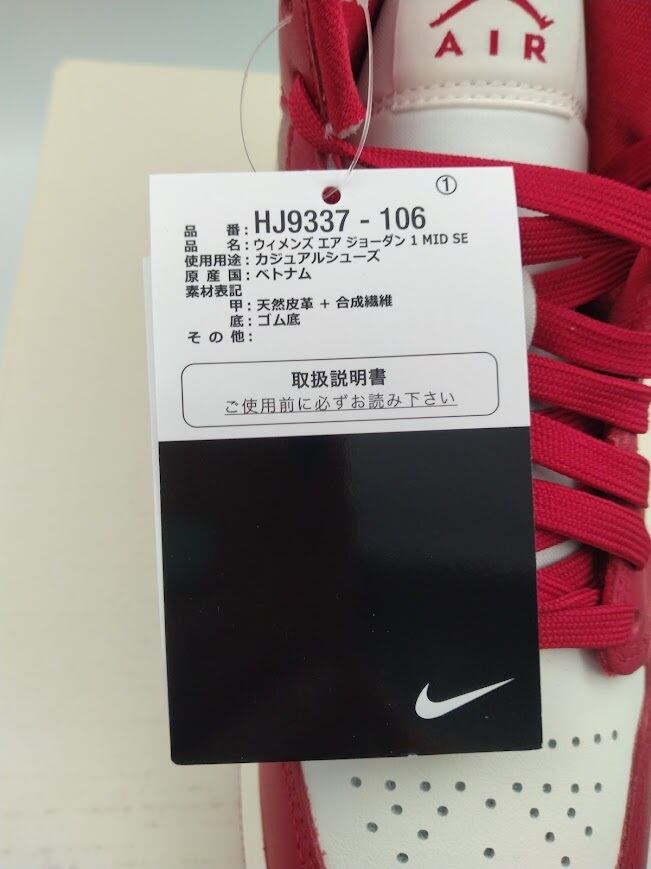 AIR
①
品 番: HJ9337 - 106
品 名: ウィメンズ エア ジョーダン 1 MID SE
使用用途: カジュアルシューズ
原 産 国: ベトナム
素材表記
甲: 天然皮革 + 合成繊維
底: ゴム底
そ の 他:
取扱説明書
ご使用前に必ずお読み下さい